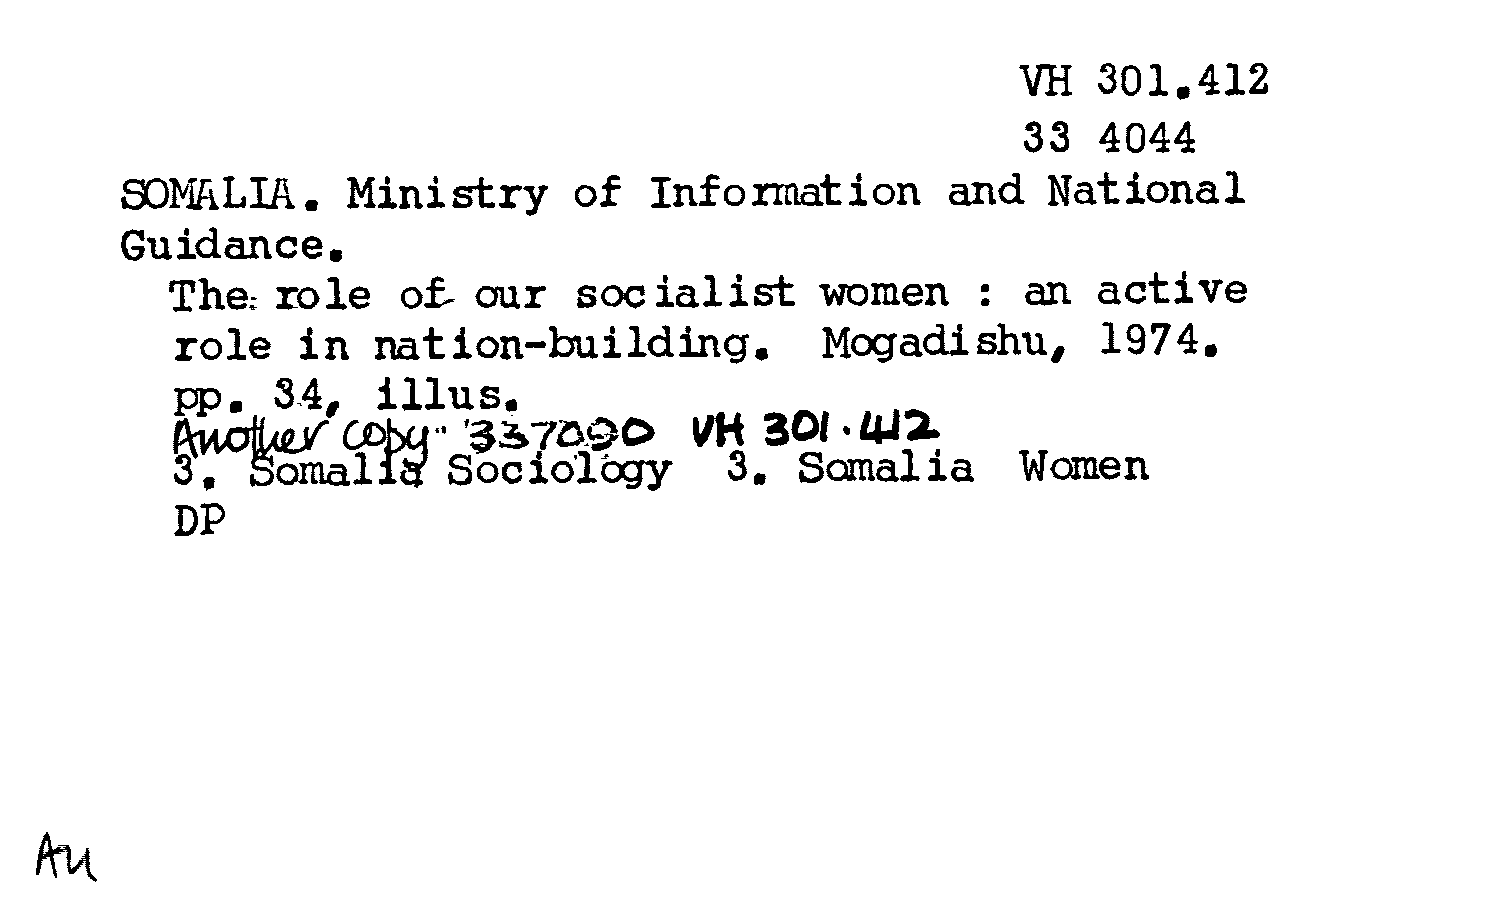 VH 301.412
33 4044
SOMALIA. Ministry of Information and National
Guidance.
The role of our socialist women : an active
role in nation-building. Mogadishu, 1974.
pp. 34, illus.
Another copy 337090 VH 301.412
3. Somalia Sociology 3. Somalia Women
DP
Au